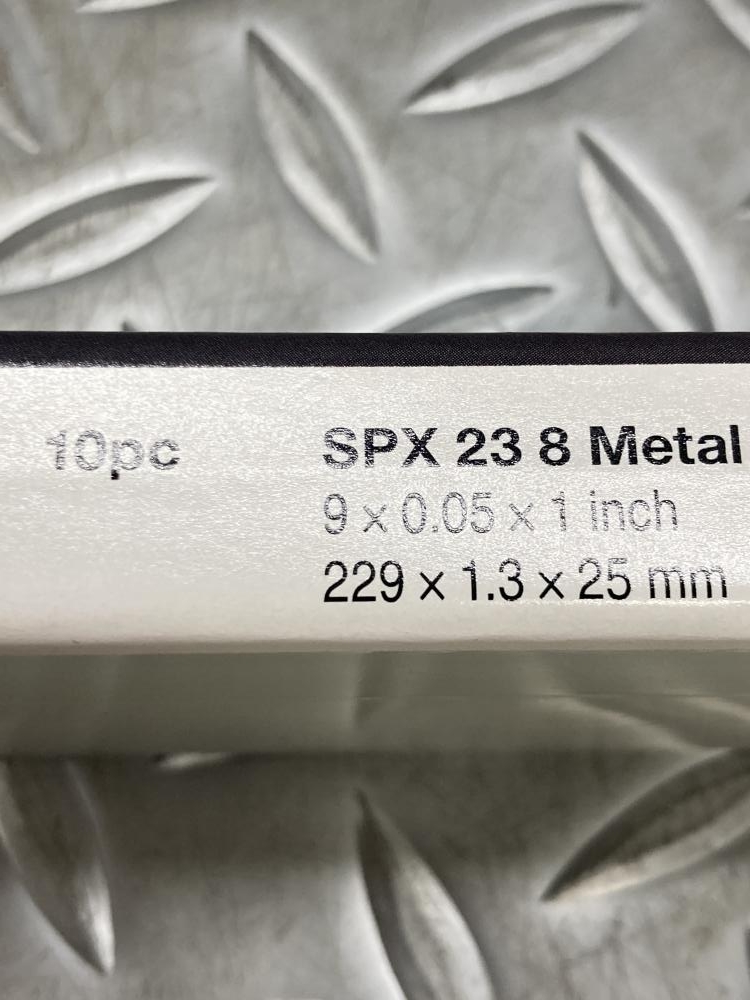 10pc
SPX 23 8 Metal
9 x 0.05 x 1 inch
229 x 1.3 x 25 mm